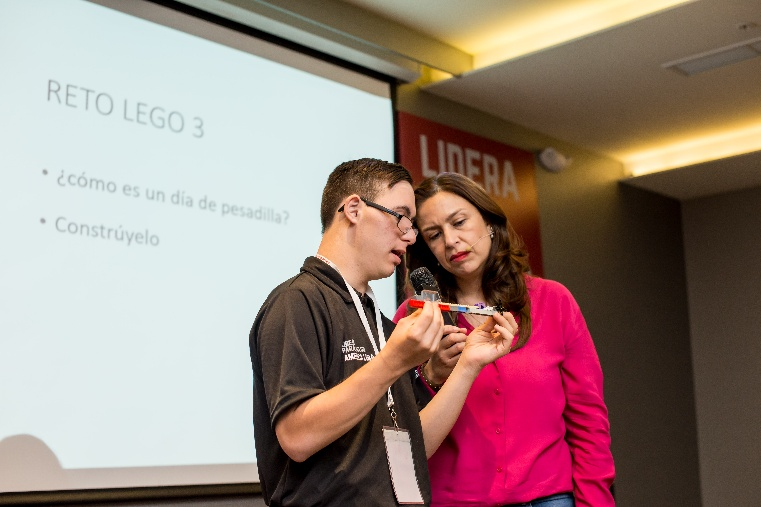 RETO LEGO 3
• ¿cómo es un día de pesadilla?
• Constrúyelo
LIDERA